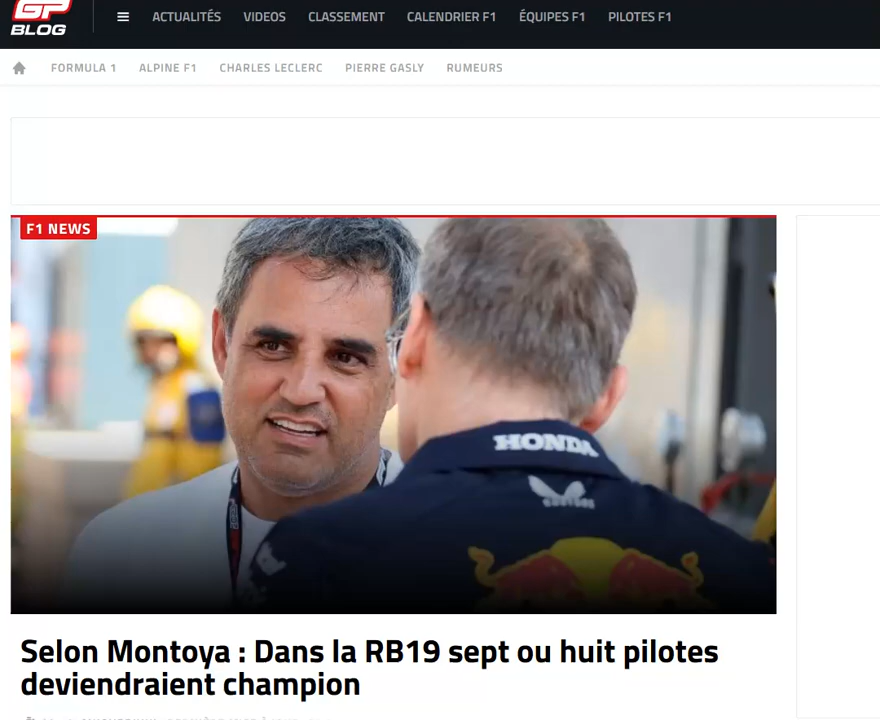 GP
BLOG
ACTUALITÉS VIDEOS CLASSEMENT CALENDRIER F1 ÉQUIPES F1 PILOTES F1
FORMULA 1 ALPINE F1 CHARLES LECLERC PIERRE GASLY RUMEURS
F1 NEWS
HONDA
Selon Montoya : Dans la RB19 sept ou huit pilotes
deviendraient champion